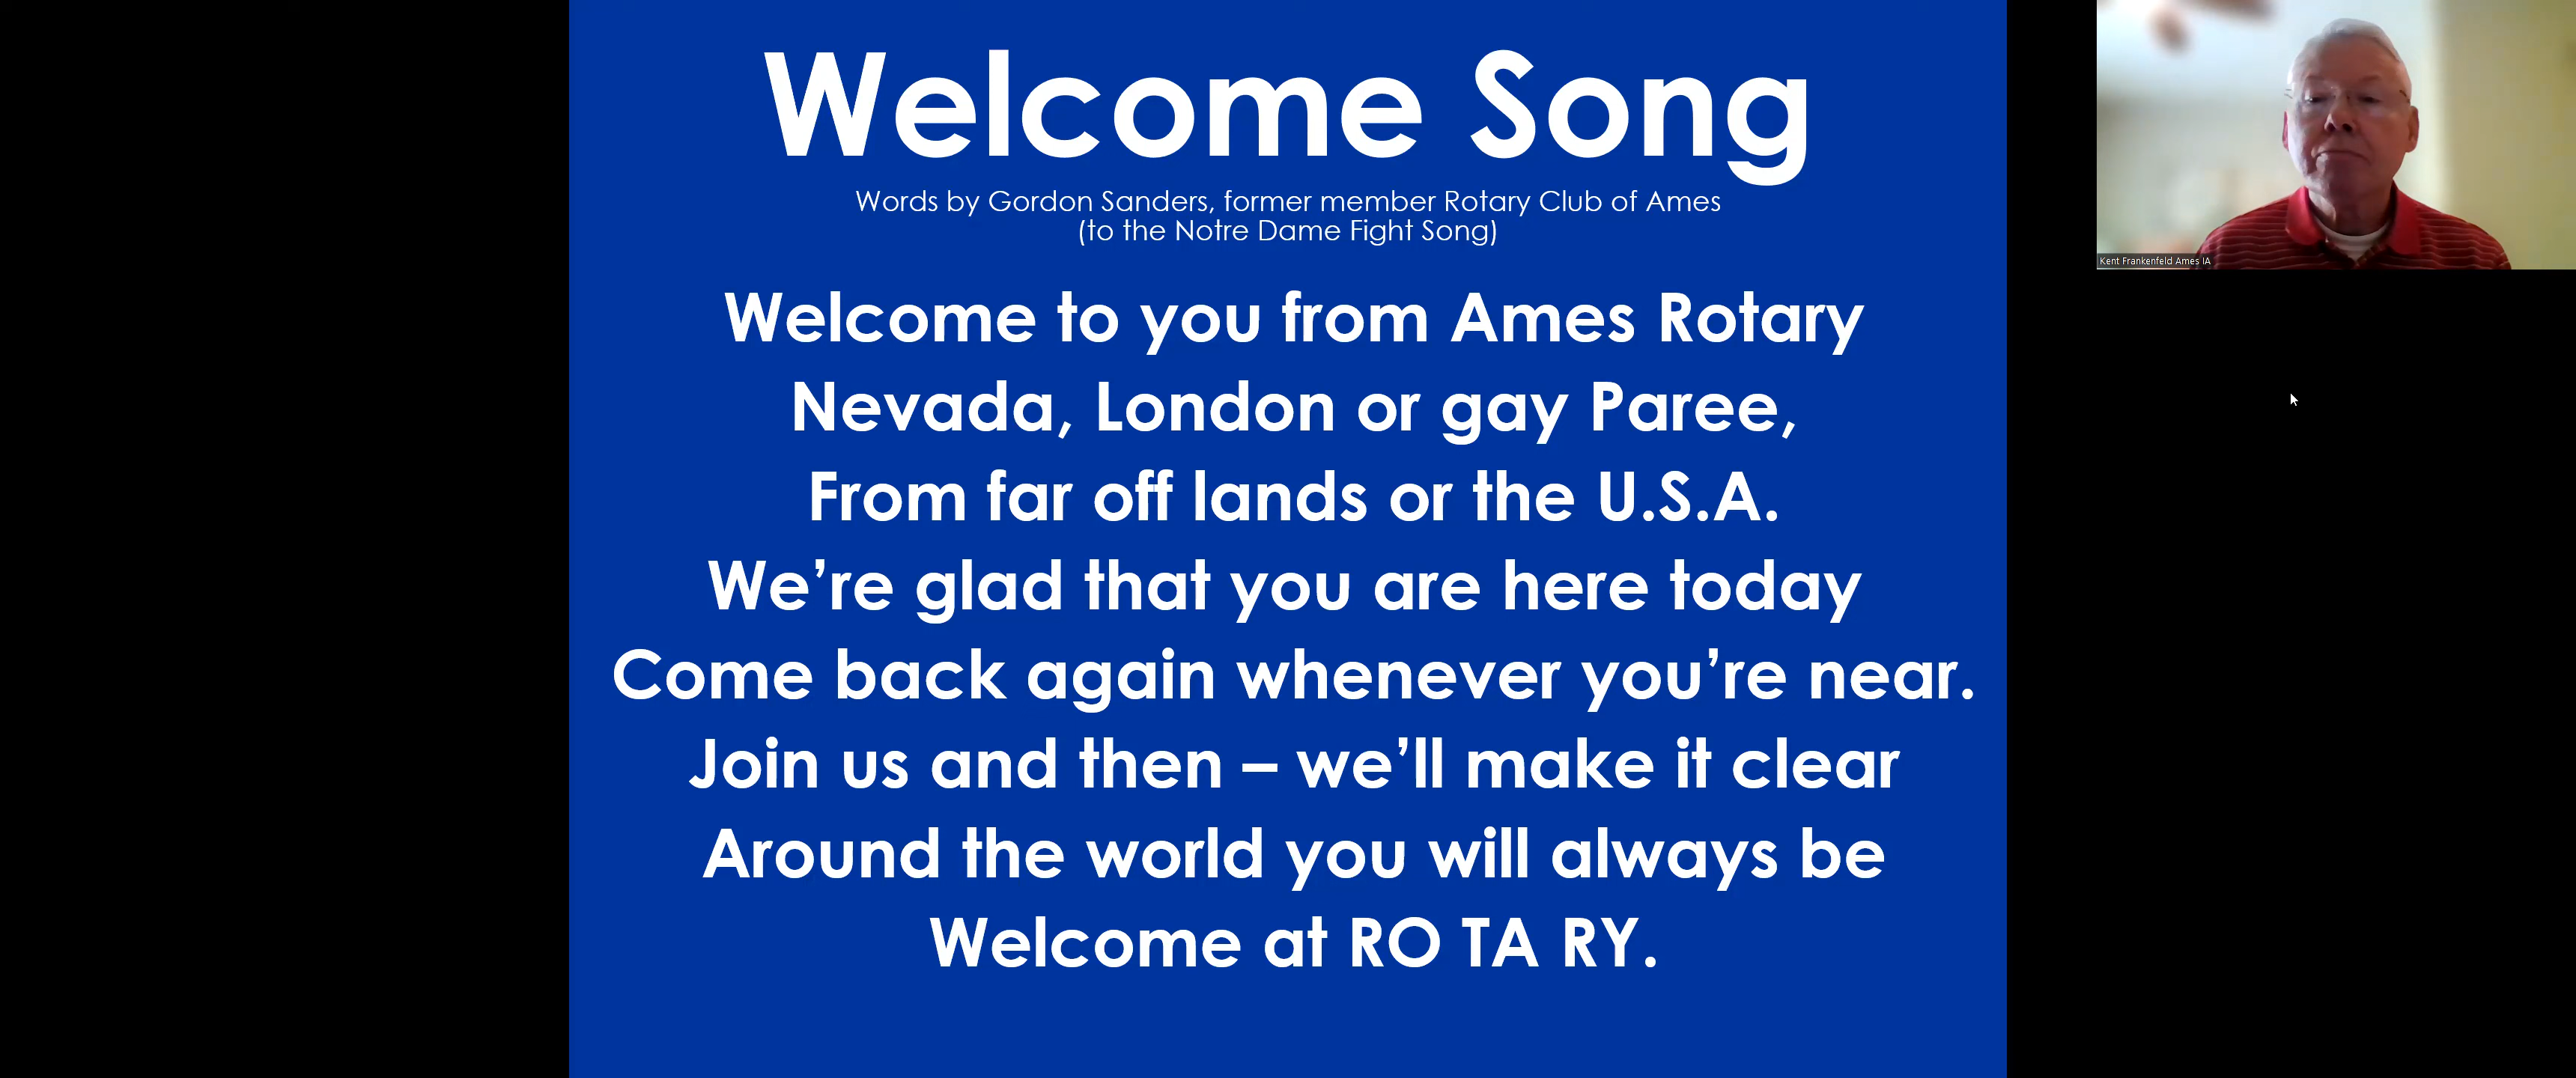 Welcome Song
Words by Gordon Sanders, former member Rotary Club of Ames
(to the Notre Dame Fight Song)
Welcome to you from Ames Rotary
Nevada, London or gay Paree,
From far off lands or the U.S.A.
We’re glad that you are here today
Come back again whenever you’re near.
Join us and then – we’ll make it clear
Around the world you will always be
Welcome at RO TA RY.
Kent Frankenfeld Ames IA